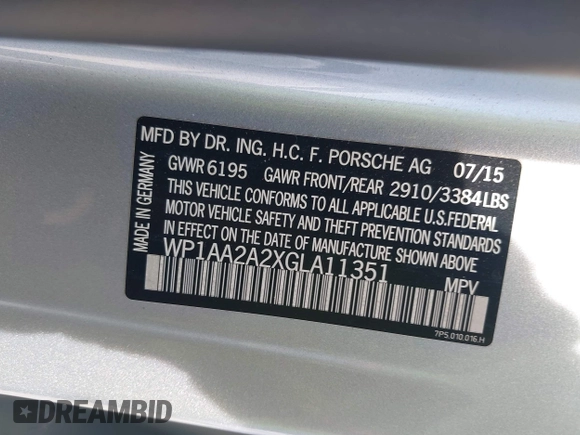 MFD BY DR. ING. H.C. F. PORSCHE AG 07/15
GVWR 6195 GAWR FRONT/REAR 2910/3384LBS
THIS VEHICLE CONFORMS TO ALL APPLICABLE U.S.FEDERAL
MOTOR VEHICLE SAFETY AND THEFT PREVENTION STANDARDS
IN EFFECT ON THE DATE OF MANUFACTURE SHOWN ABOVE
WP1AA2A2XGLA11351 MPV
MADE IN GERMANY
7P5.010.016.H
DREAMBID